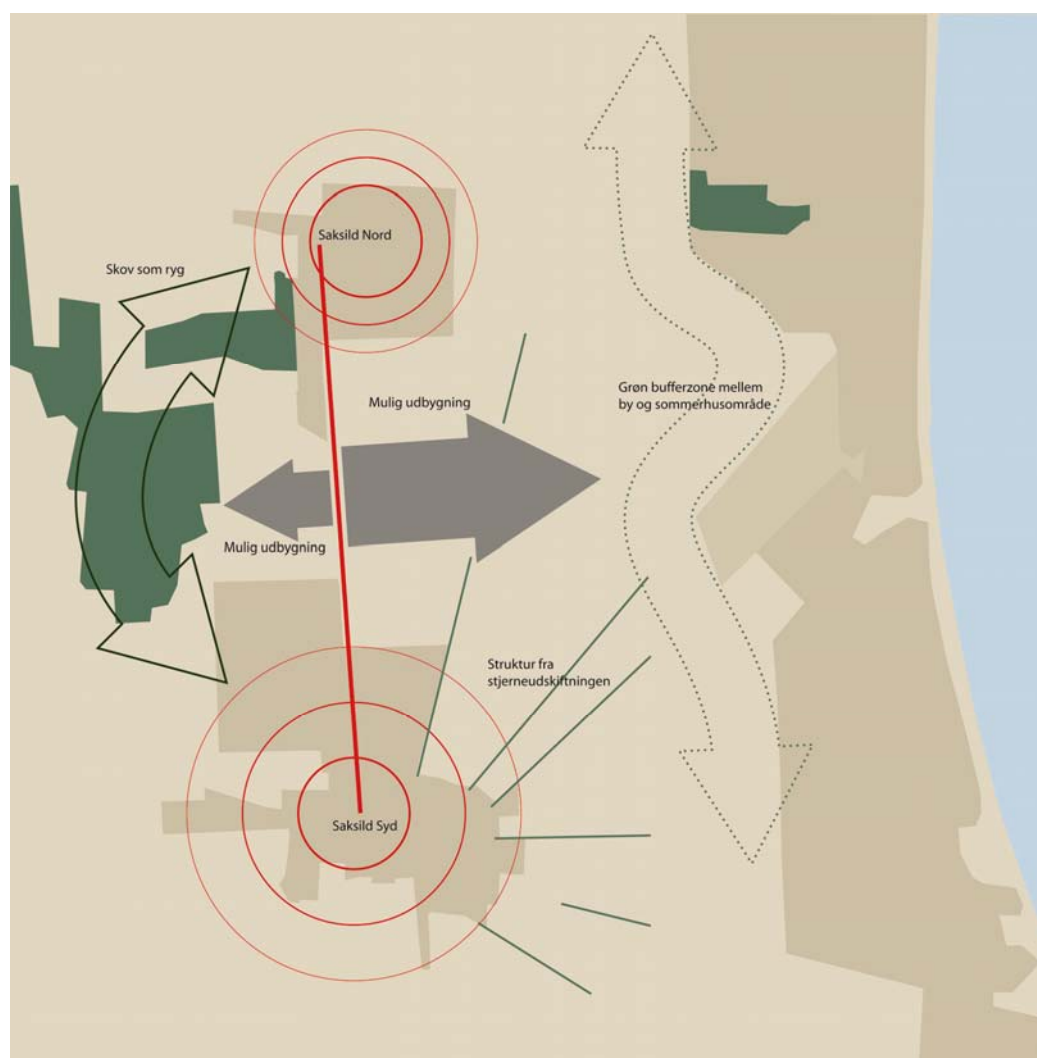 Saksild Nord
Skov som ryg
Mulig udbygning
Grøn bufferzone mellem
by og sommerhusområde
Mulig udbygning
Struktur fra
stjerneudskiftningen
Saksild Syd